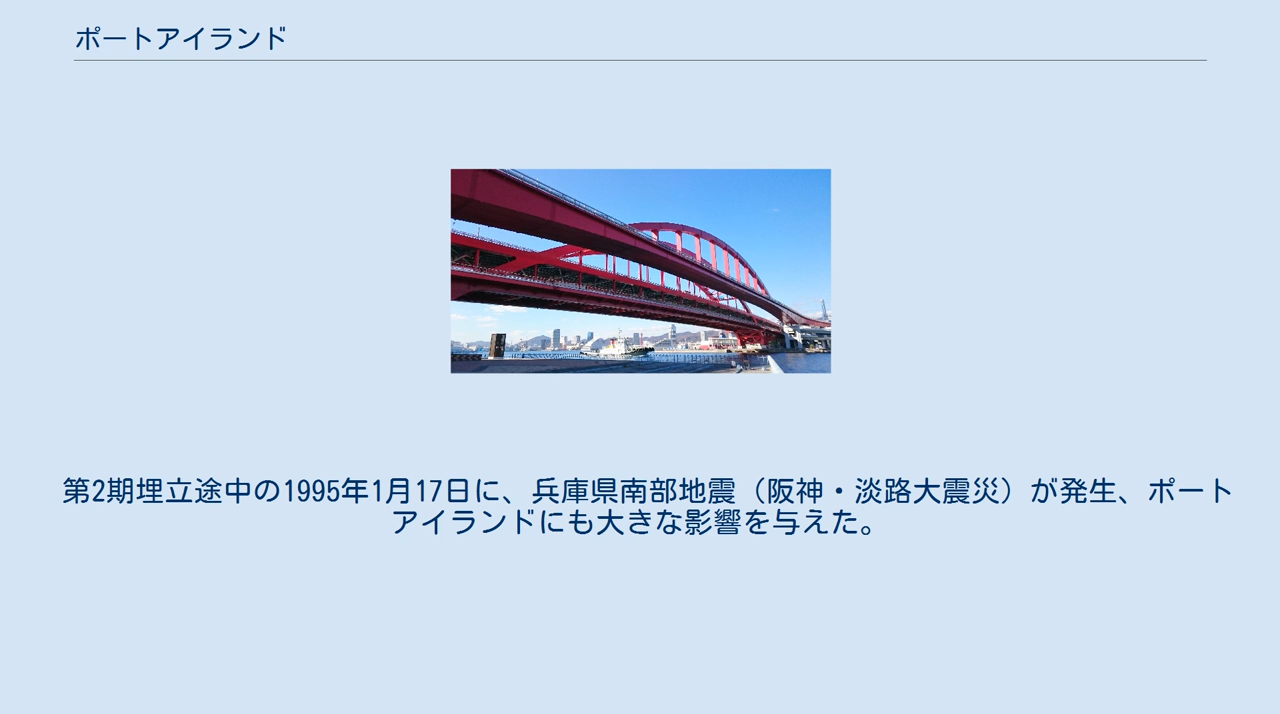 ポートアイランド
第2期埋立途中の1995年1月17日に、兵庫県南部地震（阪神・淡路大震災）が発生、ポート
アイランドにも大きな影響を与えた。